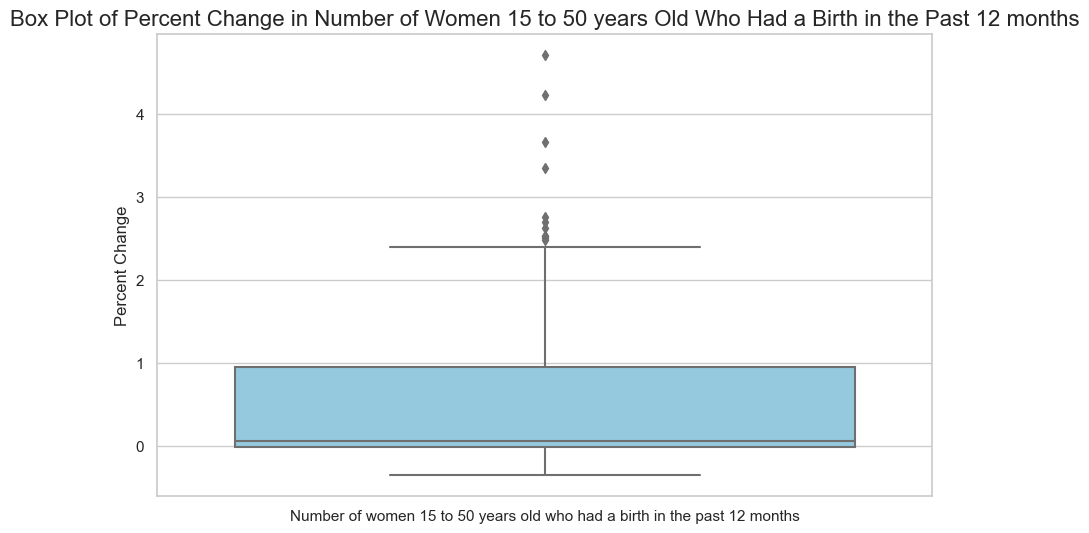 Box Plot of Percent Change in Number of Women 15 to 50 years Old Who Had a Birth in the Past 12 months
4
3
2
1
0
Percent Change
Number of women 15 to 50 years old who had a birth in the past 12 months